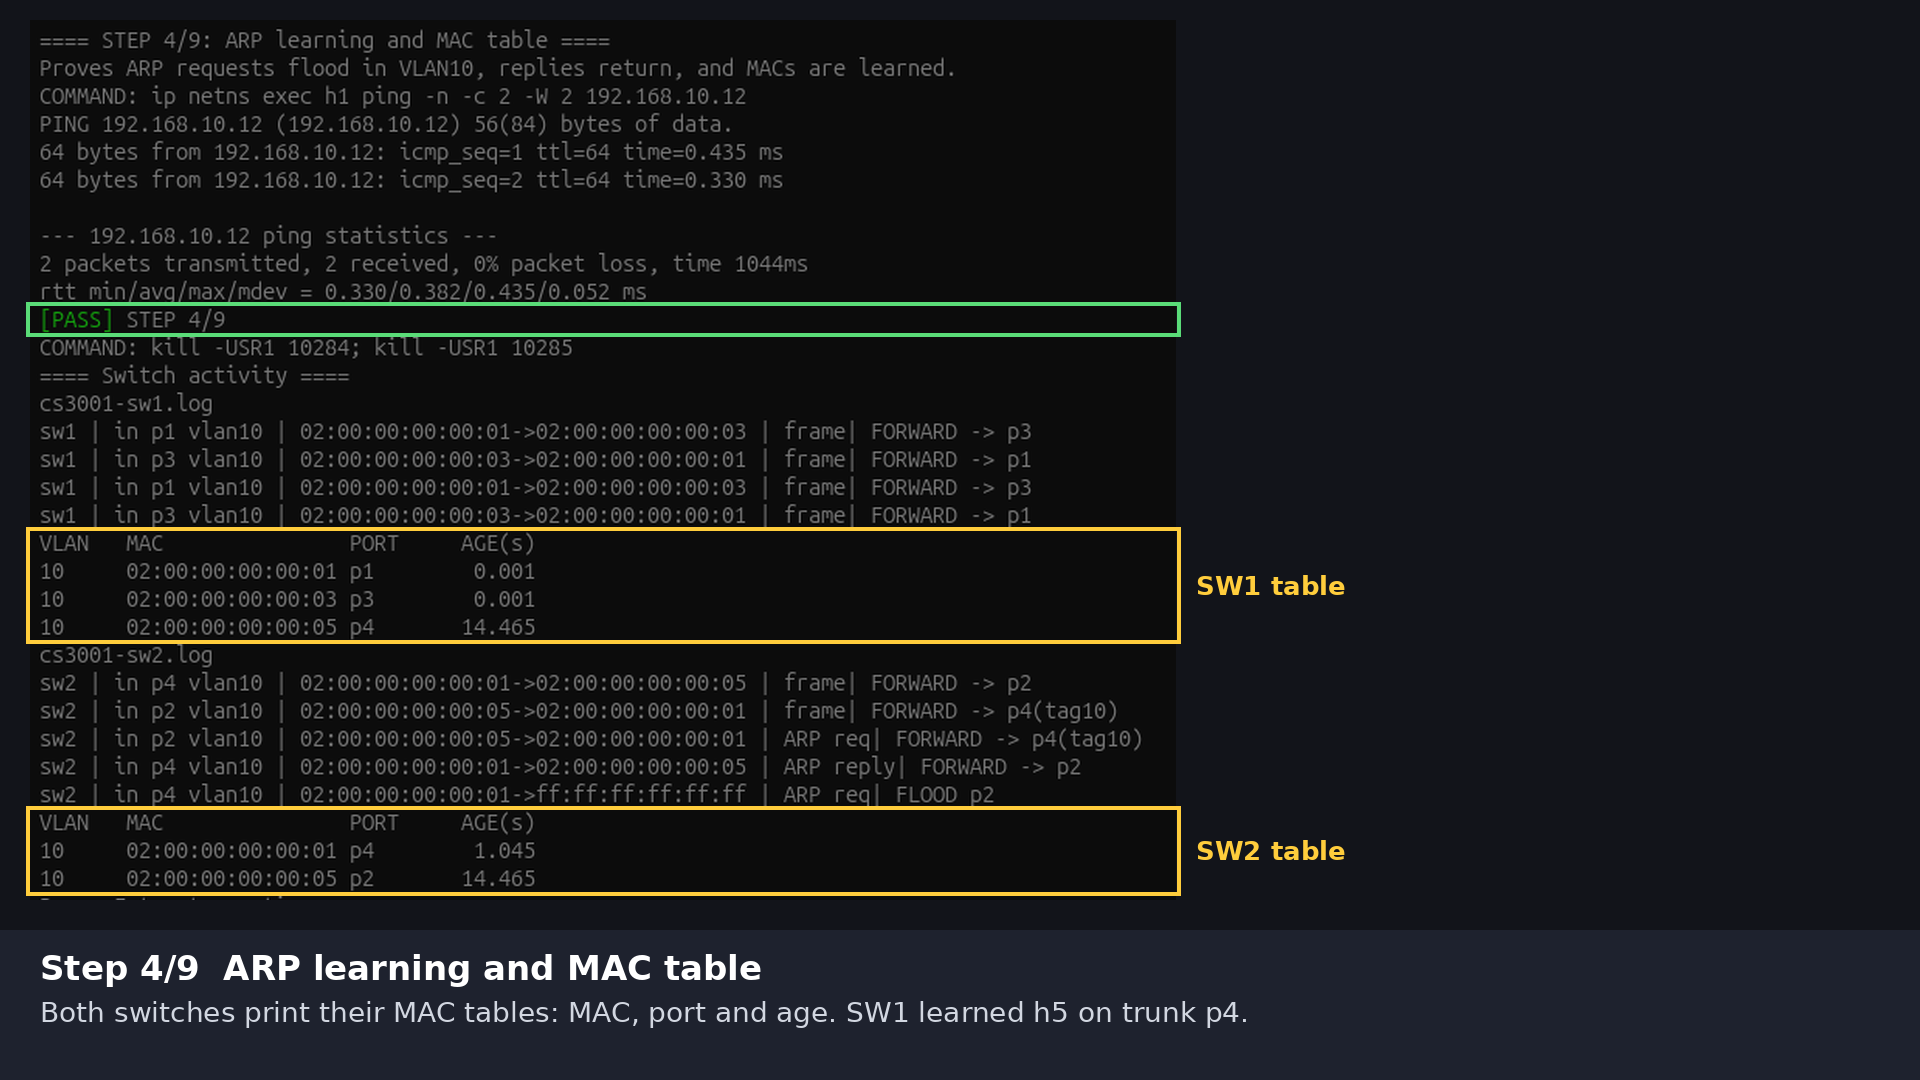 ==== STEP 4/9: ARP learning and MAC table ====
Proves ARP requests flood in VLAN10, replies return, and MACs are learned.
COMMAND: ip netns exec h1 ping -n -c 2 -W 2 192.168.10.12
PING 192.168.10.12 (192.168.10.12) 56(84) bytes of data.
64 bytes from 192.168.10.12: icmp_seq=1 ttl=64 time=0.435 ms
64 bytes from 192.168.10.12: icmp_seq=2 ttl=64 time=0.330 ms
--- 192.168.10.12 ping statistics ---
2 packets transmitted, 2 received, 0% packet loss, time 1044ms
rtt min/avg/max/mdev = 0.330/0.382/0.435/0.052 ms
[PASS] STEP 4/9
COMMAND: kill -USR1 10284; kill -USR1 10285
==== Switch activity ====
cs3001-sw1.log
sw1 | in p1 vlan10 | 02:00:00:00:00:01->02:00:00:00:00:03 | frame| FORWARD -> p3
sw1 | in p3 vlan10 | 02:00:00:00:00:03->02:00:00:00:00:01 | frame| FORWARD -> p1
sw1 | in p1 vlan10 | 02:00:00:00:00:01->02:00:00:00:00:03 | frame| FORWARD -> p3
sw1 | in p3 vlan10 | 02:00:00:00:00:03->02:00:00:00:00:01 | frame| FORWARD -> p1
VLAN MAC PORT AGE(s)
10 02:00:00:00:00:01 p1 0.001
10 02:00:00:00:00:03 p3 0.001
10 02:00:00:00:00:05 p4 14.465
SW1 table
cs3001-sw2.log
sw2 | in p4 vlan10 | 02:00:00:00:00:01->02:00:00:00:00:05 | frame| FORWARD -> p2
sw2 | in p2 vlan10 | 02:00:00:00:00:05->02:00:00:00:00:01 | frame| FORWARD -> p4(tag10)
sw2 | in p2 vlan10 | 02:00:00:00:00:05->02:00:00:00:00:01 | ARP req| FORWARD -> p4(tag10)
sw2 | in p4 vlan10 | 02:00:00:00:00:01->02:00:00:00:00:05 | ARP reply| FORWARD -> p2
sw2 | in p4 vlan10 | 02:00:00:00:00:01->ff:ff:ff:ff:ff:ff | ARP req| FLOOD p2
VLAN MAC PORT AGE(s)
10 02:00:00:00:00:01 p4 1.045
10 02:00:00:00:00:05 p2 14.465
SW2 table
Step 4/9 ARP learning and MAC table
Both switches print their MAC tables: MAC, port and age. SW1 learned h5 on trunk p4.